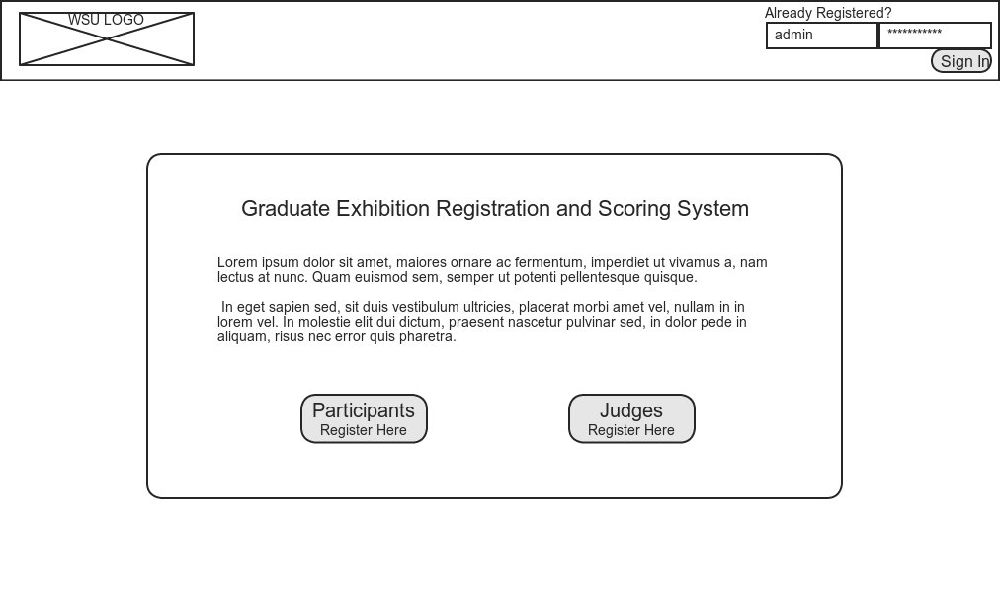 WSU LOGO
Already Registered?
admin
***********
Sign In
Graduate Exhibition Registration and Scoring System
Lorem ipsum dolor sit amet, maiores ornare ac fermentum, imperdiet ut vivamus a, nam
lectus at nunc. Quam euismod sem, semper ut potenti pellentesque quisque.
In eget sapien sed, sit duis vestibulum ultricies, placerat morbi amet vel, nullam in in
lorem vel. In molestie elit dui dictum, praesent nascetur pulvinar sed, in dolor pede in
aliquam, risus nec error quis pharetra.
Participants
Register Here
Judges
Register Here